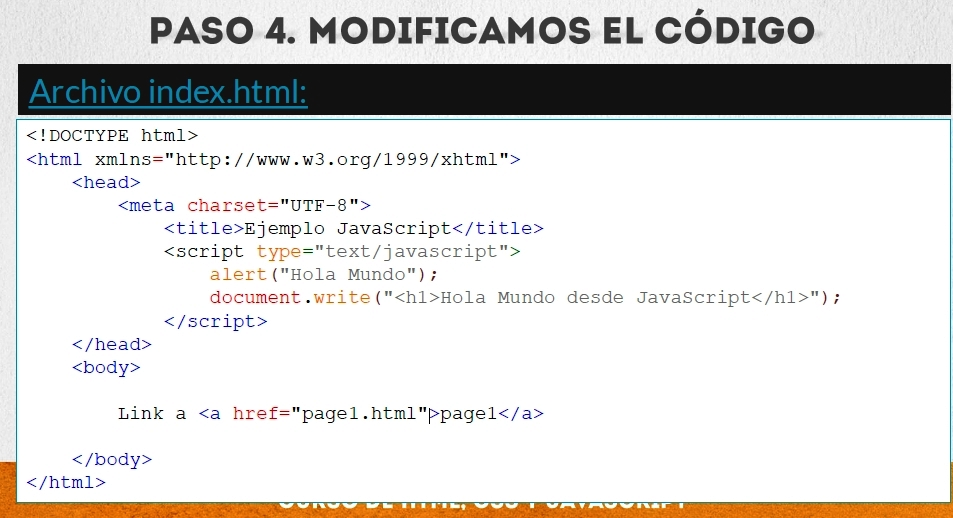 PASO 4. MODIFICAMOS EL CÓDIGO
Archivo index.html:
<!DOCTYPE html>
<html xmlns="http://www.w3.org/1999/xhtml">
    <head>
        <meta charset="UTF-8">
            <title>Ejemplo JavaScript</title>
            <script type="text/javascript">
                alert("Hola Mundo");
                document.write("<h1>Hola Mundo desde JavaScript</h1>");
            </script>
    </head>
    <body>
        Link a <a href="page1.html">page1</a>
    </body>
</html>
CURSO DE HTML, CSS Y JAVASCRIPT